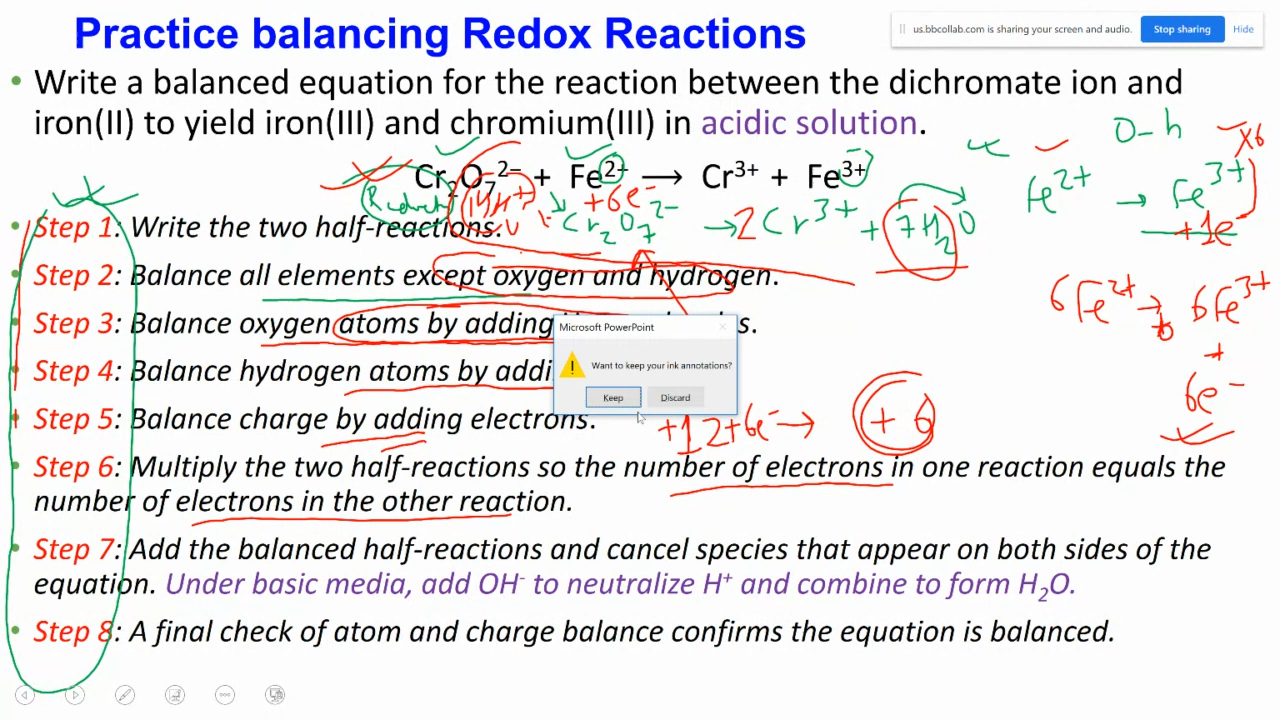 Practice balancing Redox Reactions
us.bbcollab.com is sharing your screen and audio. Stop sharing Hide
• Write a balanced equation for the reaction between the dichromate ion and
iron(II) to yield iron(III) and chromium(III) in acidic solution.
Cr₂O₇²⁻ + Fe²⁺ ⟶ Cr³⁺ + Fe³⁺
O-h
X6
Fe²⁺ → Fe³⁺
+1e
14H⁺ +6e⁻
Cr₂O₇²⁻ → 2Cr³⁺ + 7H₂O
• Step 1: Write the two half-reactions.
• Step 2: Balance all elements except oxygen and hydrogen.
6Fe²⁺ → 6Fe³⁺
+
6e⁻
• Step 3: Balance oxygen atoms by adding
Microsoft PowerPoint
Want to keep your ink annotations?
Keep Discard
• Step 4: Balance hydrogen atoms by addi
• Step 5: Balance charge by adding electrons.
+12+6e⁻ → +6
• Step 6: Multiply the two half-reactions so the number of electrons in one reaction equals the
number of electrons in the other reaction.
• Step 7: Add the balanced half-reactions and cancel species that appear on both sides of the
equation. Under basic media, add OH⁻ to neutralize H⁺ and combine to form H₂O.
• Step 8: A final check of atom and charge balance confirms the equation is balanced.